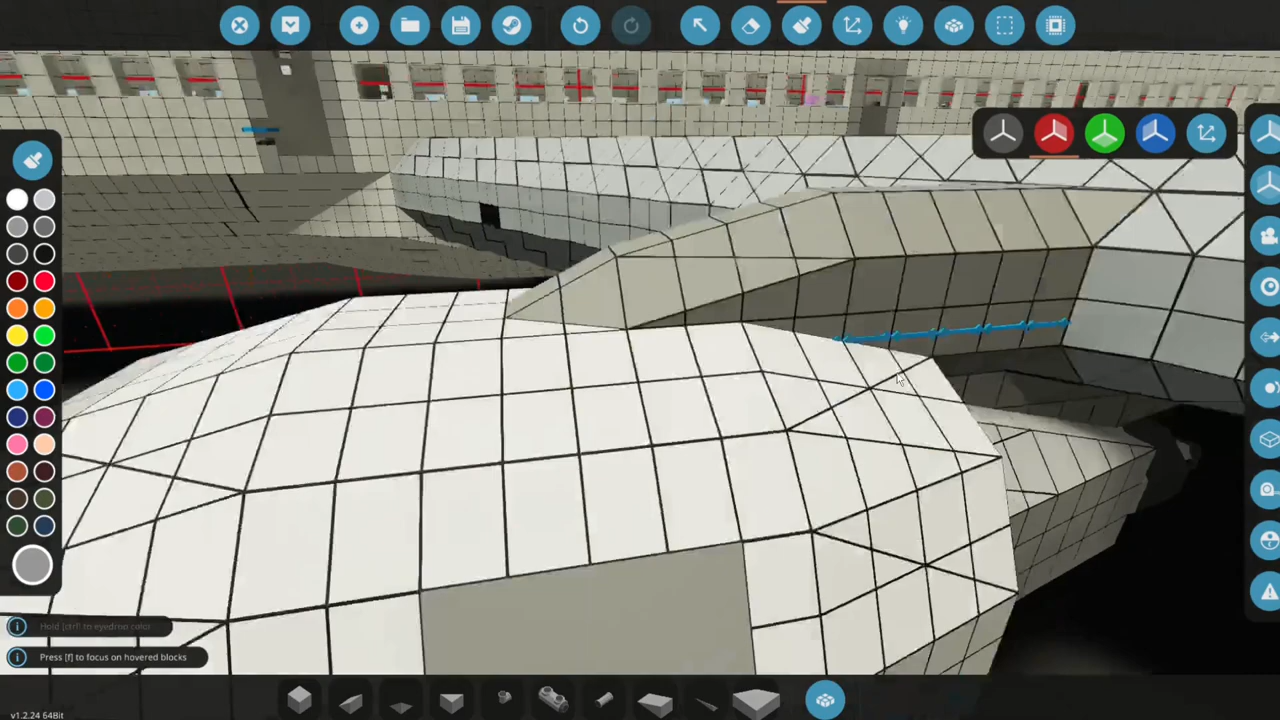 Hold [ctrl] to eyedrop color
Press [f] to focus on hovered blocks
v1.2.24 64Bit